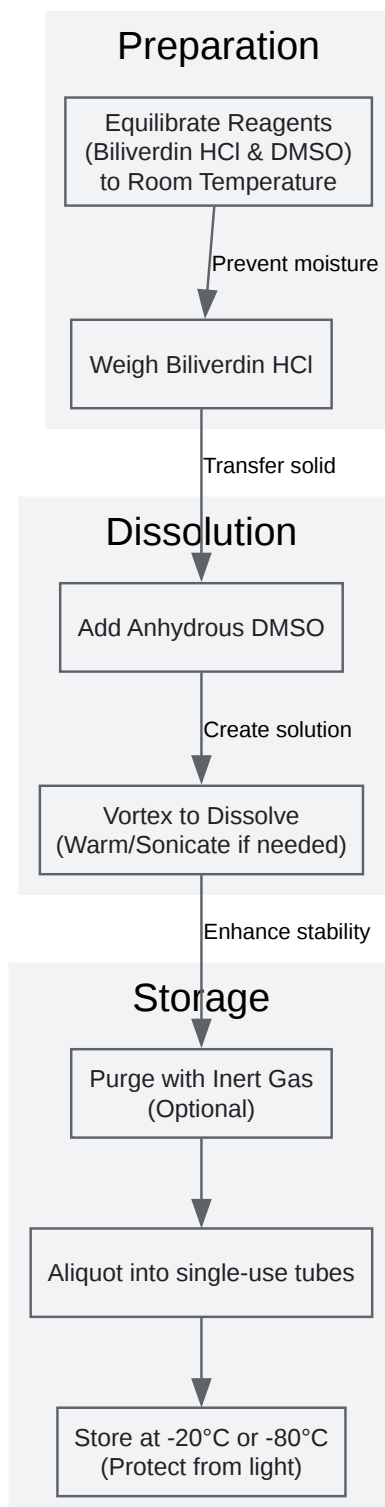 Preparation
Equilibrate Reagents
(Biliverdin HCl & DMSO)
to Room Temperature
Prevent moisture
Weigh Biliverdin HCl
Transfer solid
Dissolution
Add Anhydrous DMSO
Create solution
Vortex to Dissolve
(Warm/Sonicate if needed)
Enhance stability
Storage
Purge with Inert Gas
(Optional)
Aliquot into single-use tubes
Store at -20°C or -80°C
(Protect from light)